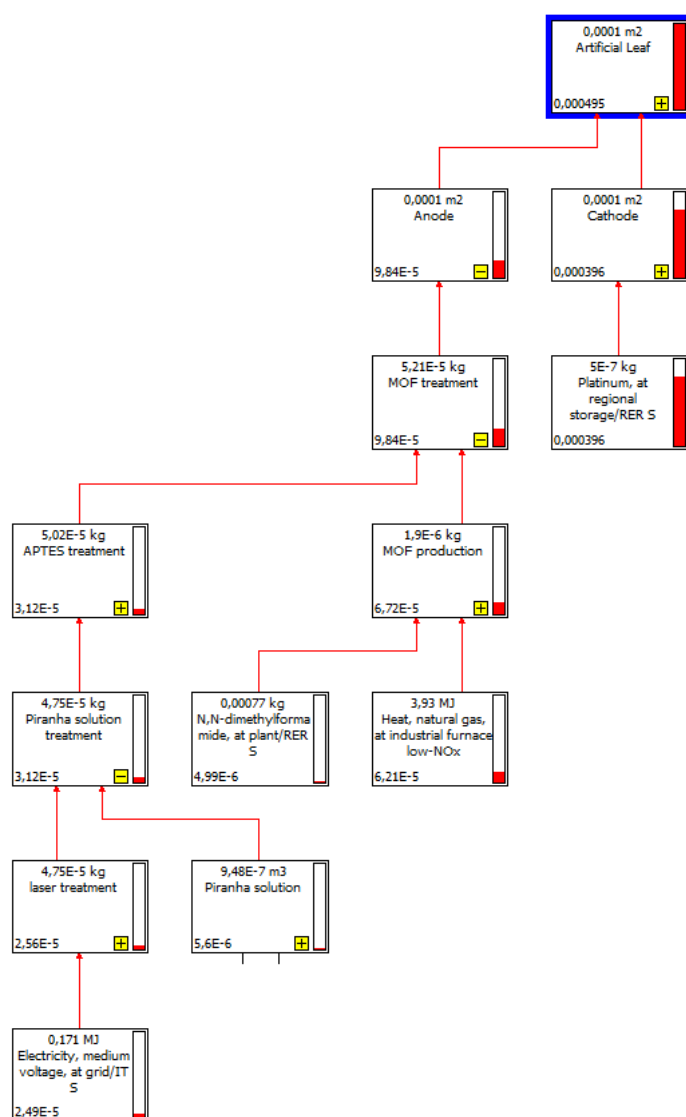 0,0001 m2
Artificial Leaf
0,000495
+
0,0001 m2
Anode
9,84E-5
−
0,0001 m2
Cathode
0,000396
+
5,21E-5 kg
MOF treatment
9,84E-5
−
5E-7 kg
Platinum, at
regional
storage/RER S
0,000396
5,02E-5 kg
APTES treatment
3,12E-5
+
1,9E-6 kg
MOF production
6,72E-5
+
4,75E-5 kg
Piranha solution
treatment
3,12E-5
−
0,00077 kg
N,N-dimethylforma
mide, at plant/RER
S
4,99E-6
3,93 MJ
Heat, natural gas,
at industrial furnace
low-NOx
6,21E-5
4,75E-5 kg
laser treatment
2,56E-5
+
9,48E-7 m3
Piranha solution
5,6E-6
+
0,171 MJ
Electricity, medium
voltage, at grid/IT
S
2,49E-5